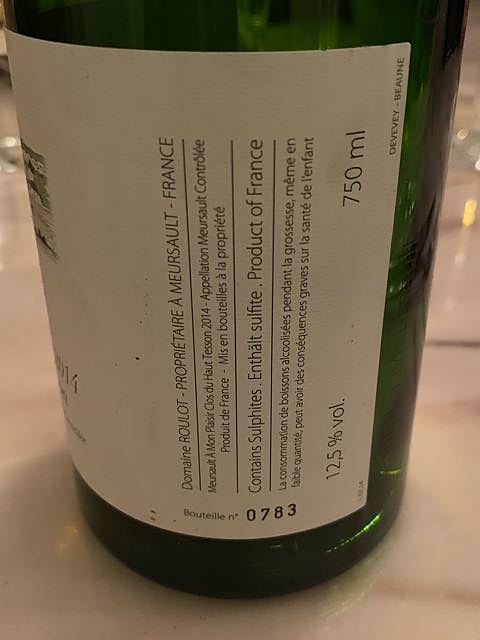 Domaine ROULOT - PROPRIÉTAIRE À MEURSAULT - FRANCE
Meursault À Mon Plaisir Clos du Haut Tesson 2014 - Appellation Meursault Contrôlée
Produit de France - Mis en bouteilles à la propriété
Contains Sulphites . Enthält sulfite . Product of France
La consommation de boissons alcoolisées pendant la grossesse, même en
faible quantité, peut avoir des conséquences graves sur la santé de l'enfant
12,5 % vol.
750 ml
DEVEVEY - BEAUNE
Bouteille n° 0783
2014